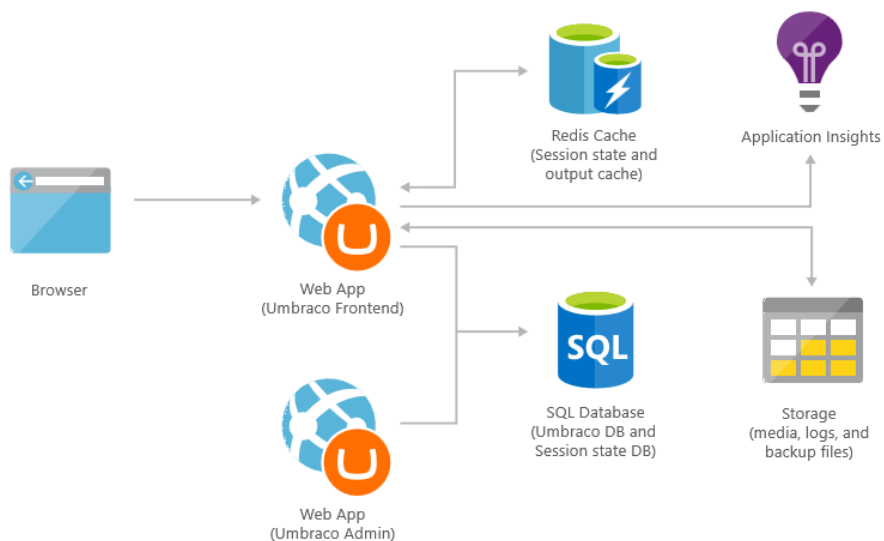 Redis Cache
(Session state and
output cache)
Application Insights
Browser
Web App
(Umbraco Frontend)
SQL
SQL Database
(Umbraco DB and
Session state DB)
Storage
(media, logs, and
backup files)
Web App
(Umbraco Admin)